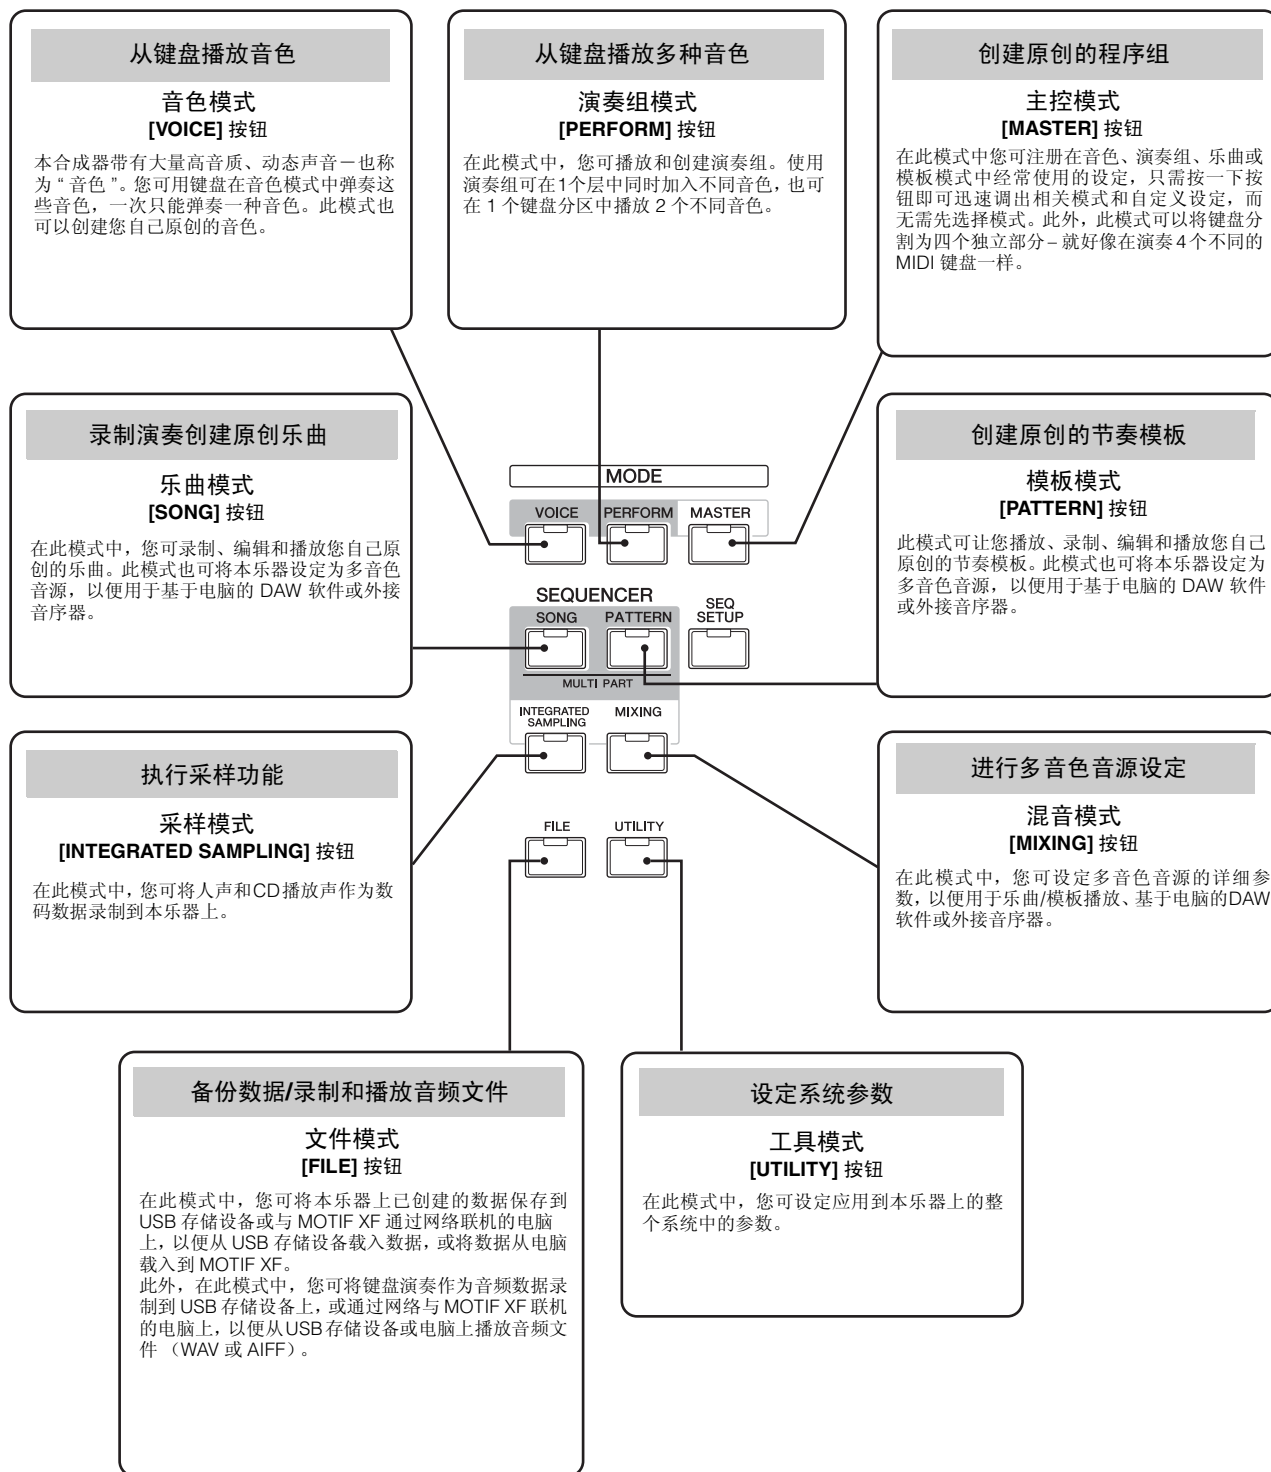 从键盘播放音色
音色模式
[VOICE] 按钮
本合成器带有大量高音质、动态声音－也称
为 “ 音色 ”。您可用键盘在音色模式中弹奏这
些音色，一次只能弹奏一种音色。此模式也
可以创建您自己原创的音色。
从键盘播放多种音色
演奏组模式
[PERFORM] 按钮
在此模式中，您可播放和创建演奏组。使用
演奏组可在1个层中同时加入不同音色，也可
在 1 个键盘分区中播放 2 个不同音色。
创建原创的程序组
主控模式
[MASTER] 按钮
在此模式中您可注册在音色、演奏组、乐曲或
模板模式中经常使用的设定，只需按一下按
钮即可迅速调出相关模式和自定义设定，而
无需先选择模式。此外，此模式可以将键盘分
割为四个独立部分 – 就好像在演奏4个不同的
MIDI 键盘一样。
录制演奏创建原创乐曲
乐曲模式
[SONG] 按钮
在此模式中，您可录制、编辑和播放您自己原
创的乐曲。此模式也可将本乐器设定为多音色
音源，以便用于基于电脑的 DAW 软件或外接
音序器。
MODE
VOICE PERFORM MASTER
SEQUENCER
SONG PATTERN
SEQ
SETUP
MULTI PART
INTEGRATED
SAMPLING
MIXING
FILE UTILITY
创建原创的节奏模板
模板模式
[PATTERN] 按钮
此模式可让您播放、录制、编辑和播放您自己
原创的节奏模板。此模式也可将本乐器设定为
多音色音源，以便用于基于电脑的 DAW 软件
或外接音序器。
执行采样功能
采样模式
[INTEGRATED SAMPLING] 按钮
在此模式中，您可将人声和CD播放声作为数
码数据录制到本乐器上。
进行多音色音源设定
混音模式
[MIXING] 按钮
在此模式中，您可设定多音色音源的详细参
数，以便用于乐曲/模板播放、基于电脑的DAW
软件或外接音序器。
备份数据/录制和播放音频文件
文件模式
[FILE] 按钮
在此模式中，您可将本乐器上已创建的数据保存到
USB 存储设备或与 MOTIF XF 通过网络联机的电脑
上，以便从 USB 存储设备载入数据，或将数据从电脑
载入到 MOTIF XF。
此外，在此模式中，您可将键盘演奏作为音频数据录
制到 USB 存储设备上，或通过网络与 MOTIF XF 联机
的电脑上，以便从USB存储设备或电脑上播放音频文
件 （WAV 或 AIFF）。
设定系统参数
工具模式
[UTILITY] 按钮
在此模式中，您可设定应用到本乐器上的整
个系统中的参数。